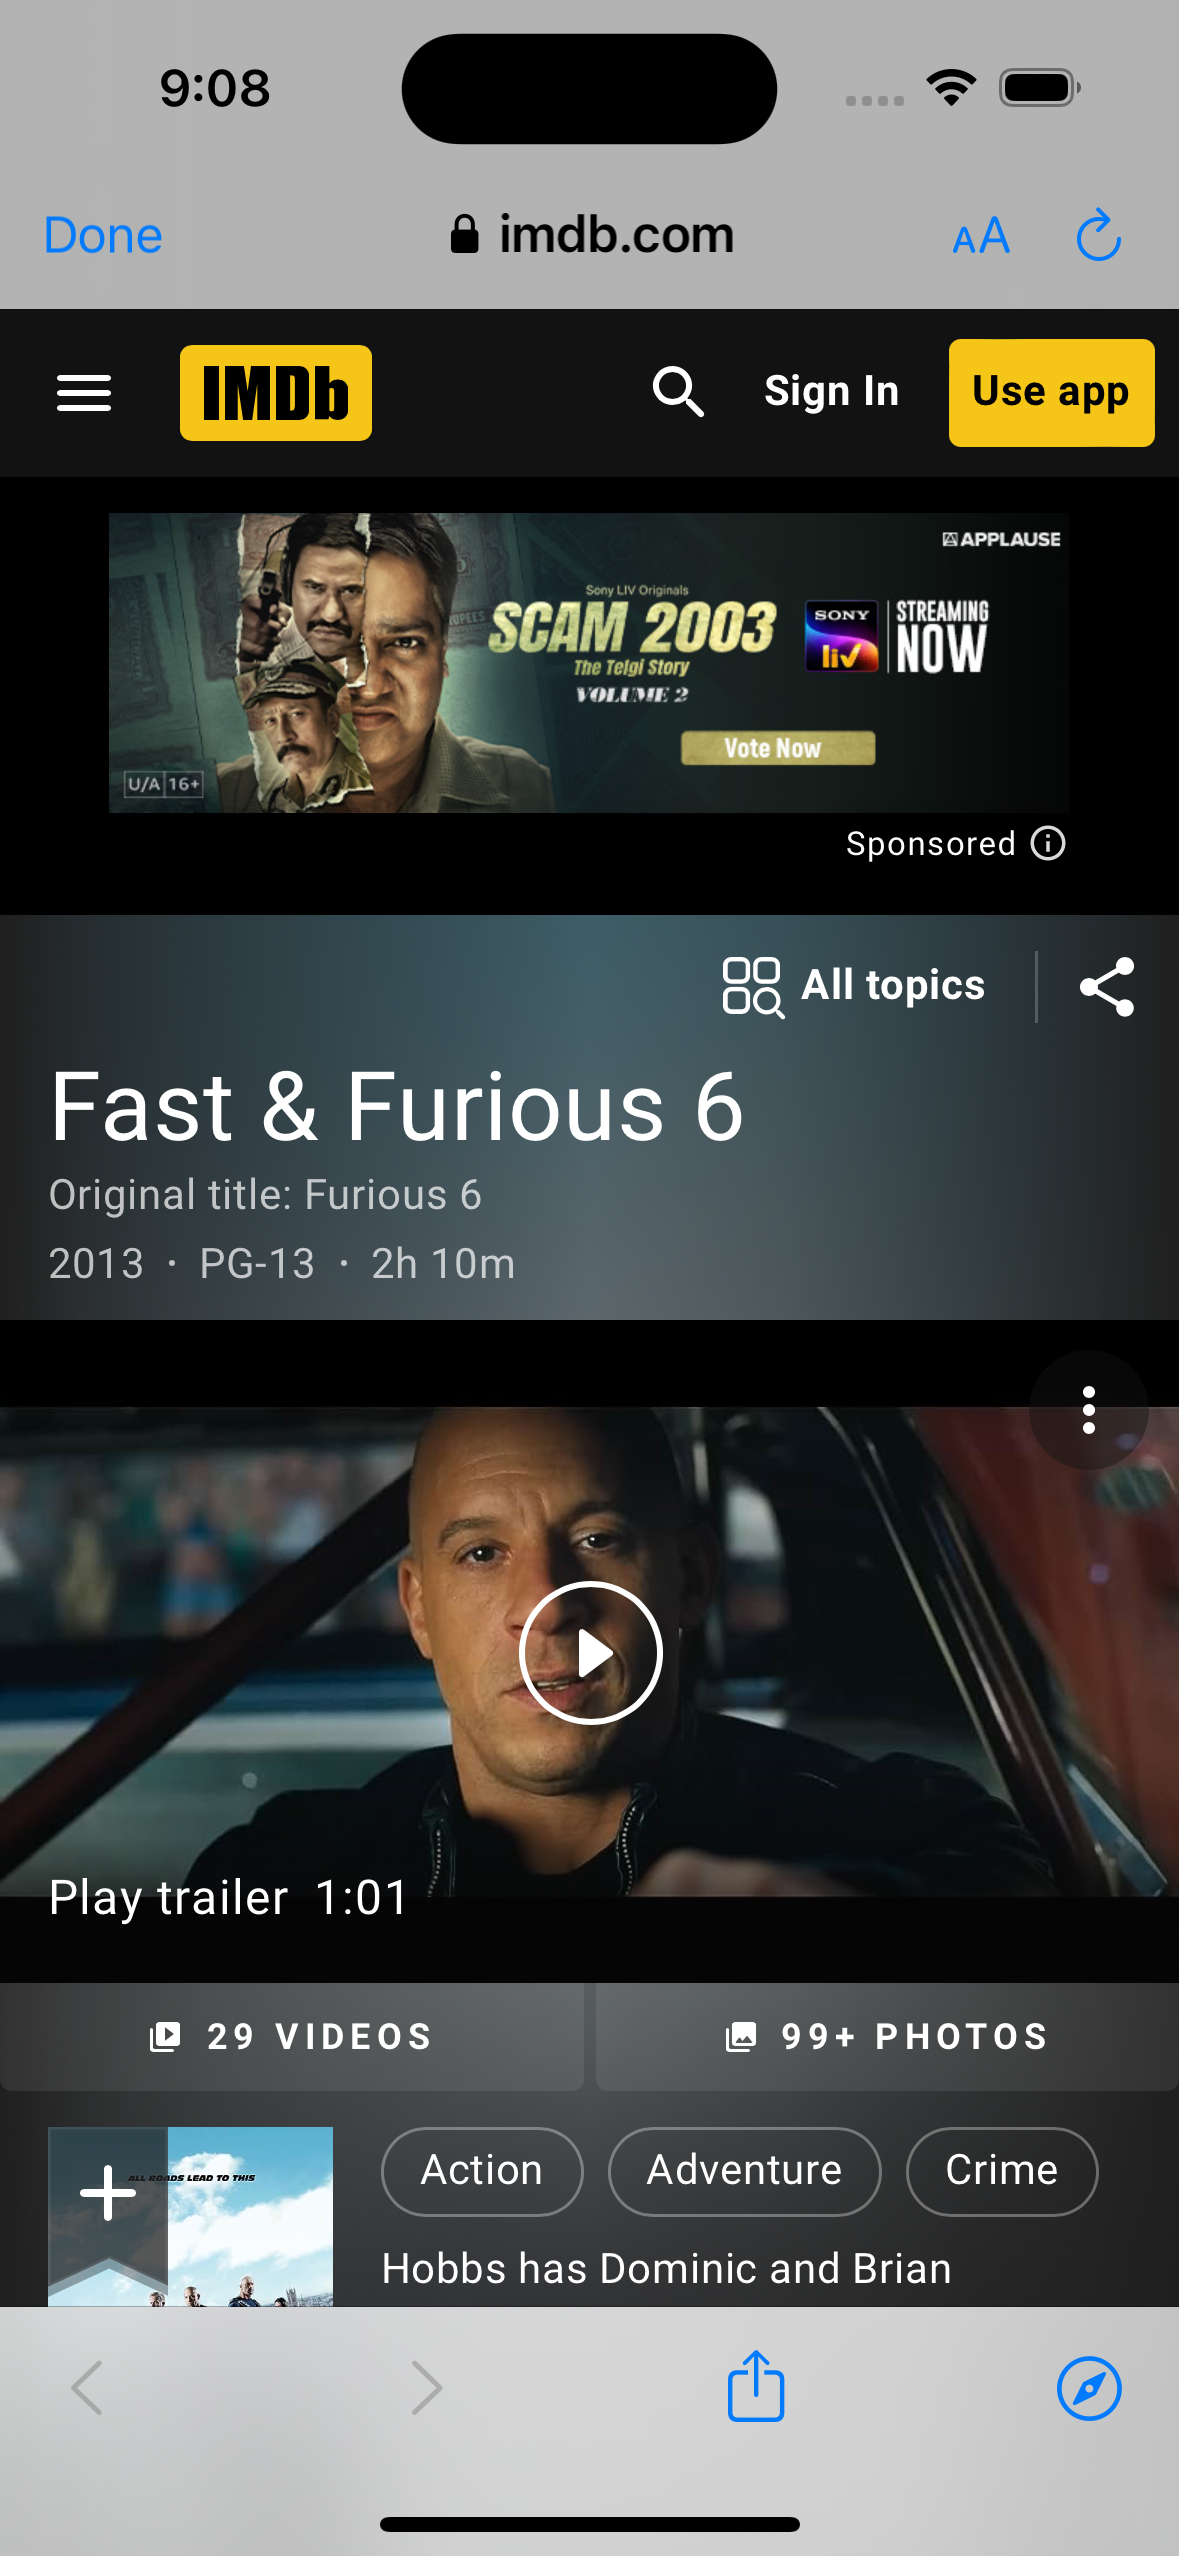 9:08
Done
imdb.com
AA
IMDb
Sign In
Use app
APPLAUSE
Sony LIV Originals
SCAM 2003
The Telgi Story
VOLUME 2
SONY
liv
STREAMING
NOW
Vote Now
U/A 16+
RUPEES
Sponsored
All topics
Fast & Furious 6
Original title: Furious 6
2013 · PG-13 · 2h 10m
Play trailer 1:01
29 VIDEOS
99+ PHOTOS
ALL ROADS LEAD TO THIS
Action
Adventure
Crime
Hobbs has Dominic and Brian